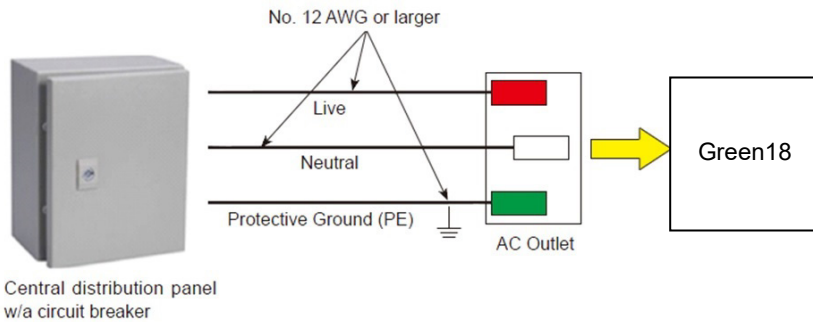 No. 12 AWG or larger
Live
Neutral
Protective Ground (PE)
AC Outlet
Green18
Central distribution panel
w/a circuit breaker